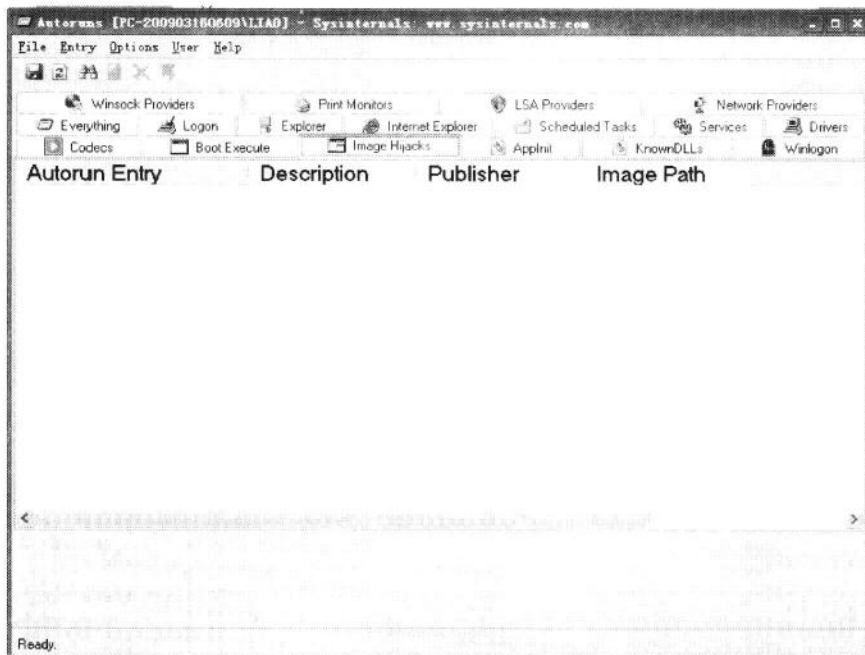 Autoruns [PC-200903160609\LIAO] - Sysinternals: www.sysinternals.com
File Entry Options User Help
Winsock Providers Print Monitors LSA Providers Network Providers
Everything Logon Explorer Internet Explorer Scheduled Tasks Services Drivers
Codecs Boot Execute Image Hijacks AppInit KnownDLLs Winlogon
Autorun Entry Description Publisher Image Path
Ready.